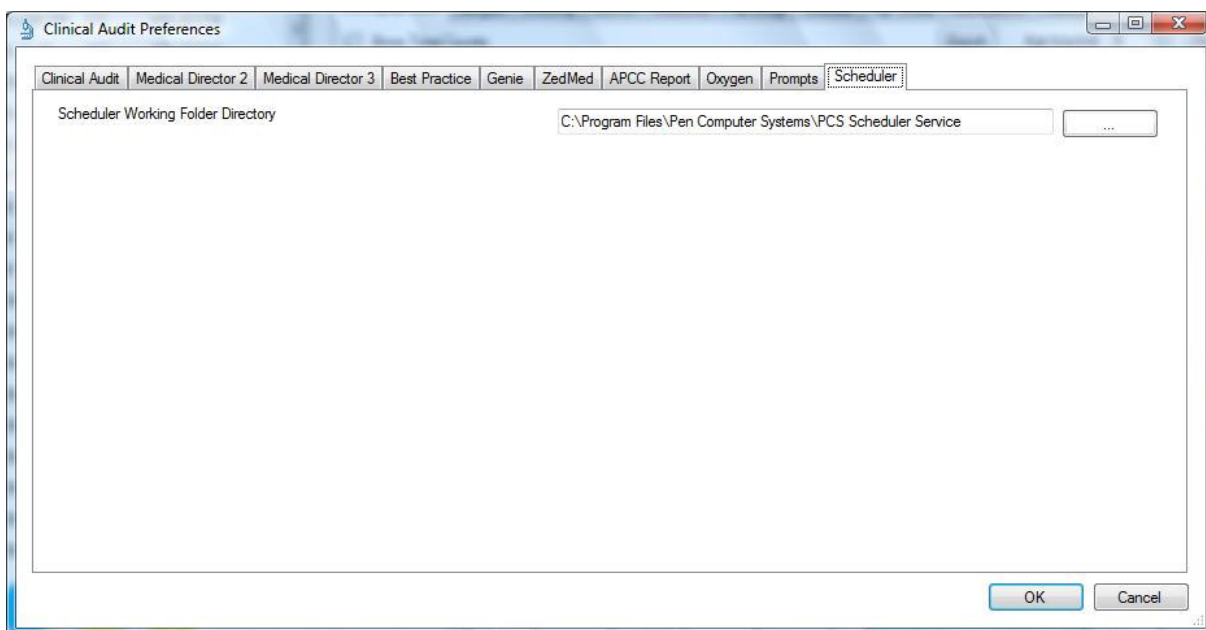 Clinical Audit Preferences
Clinical Audit Medical Director 2 Medical Director 3 Best Practice Genie ZedMed APCC Report Oxygen Prompts Scheduler
Scheduler Working Folder Directory C:\Program Files\Pen Computer Systems\PCS Scheduler Service ...
OK Cancel